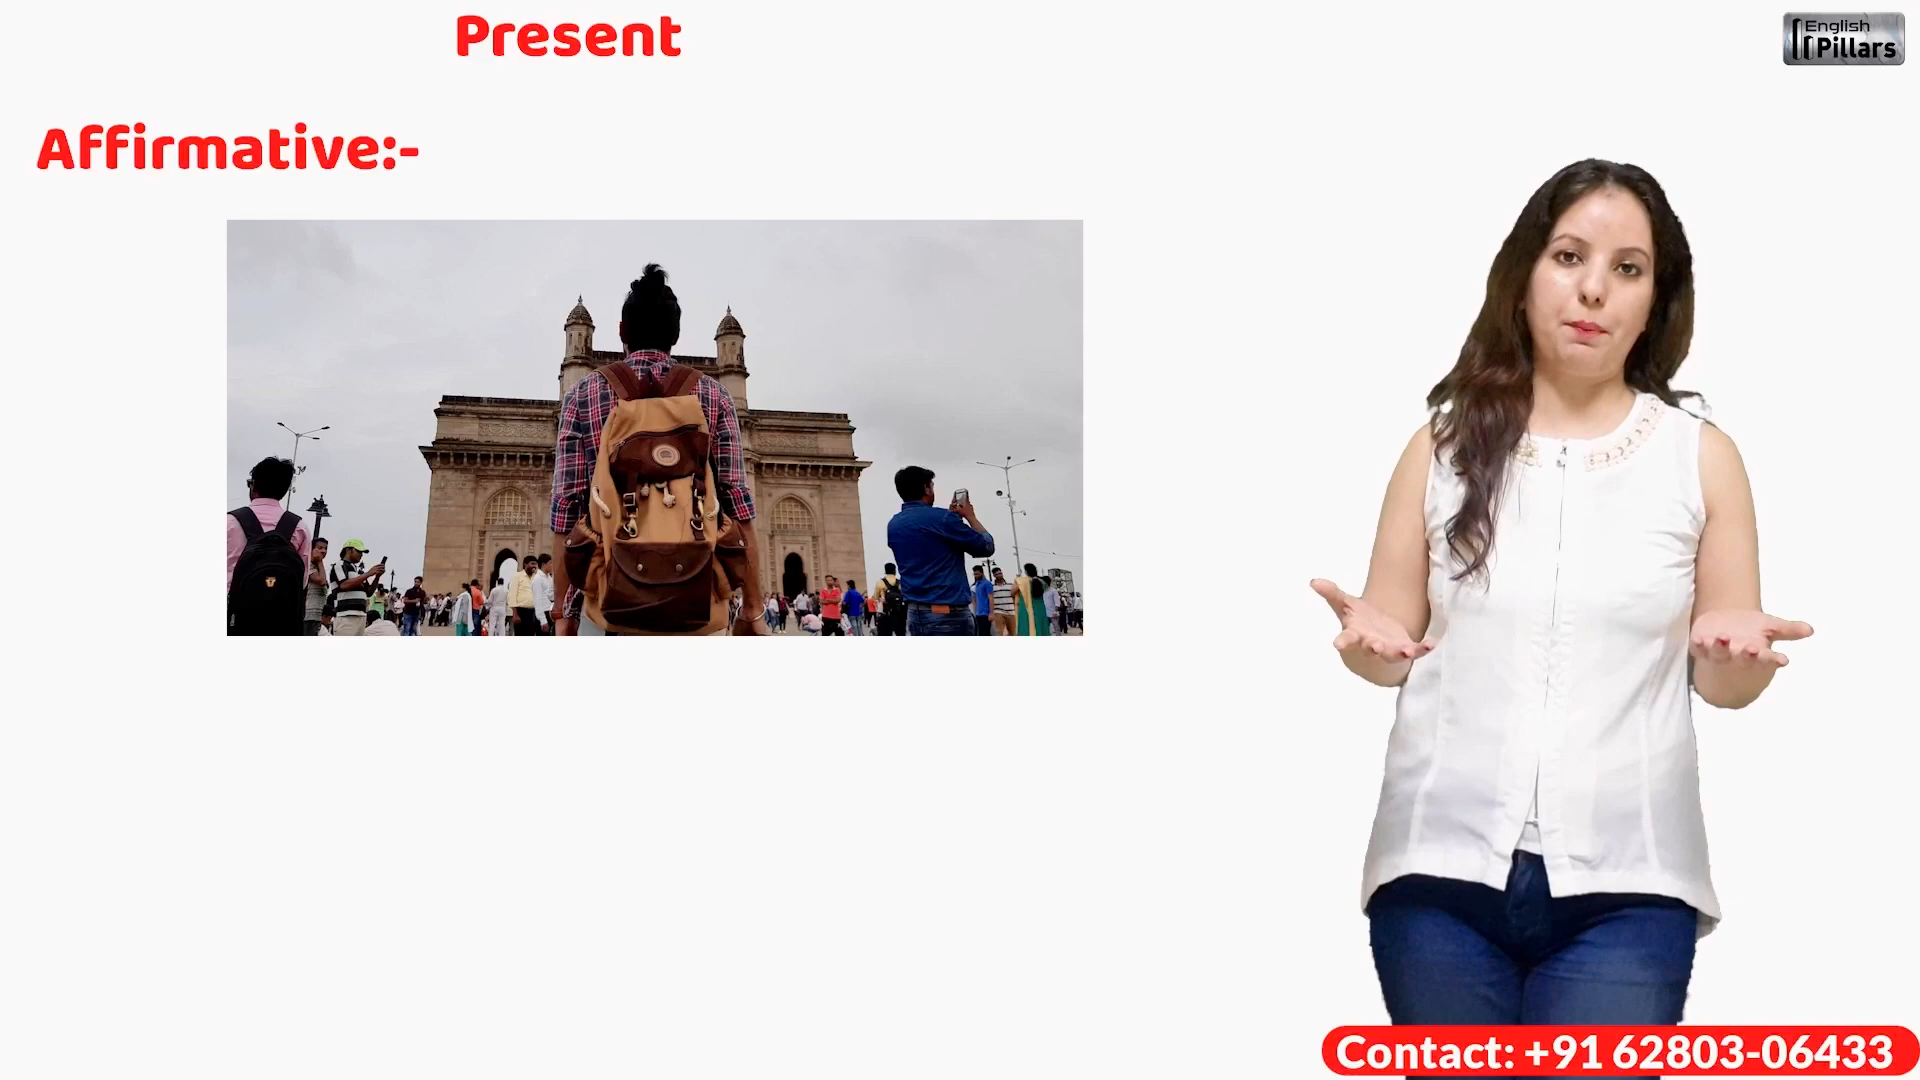 Present
English
Pillars
Affirmative:-
Contact: +91 62803-06433